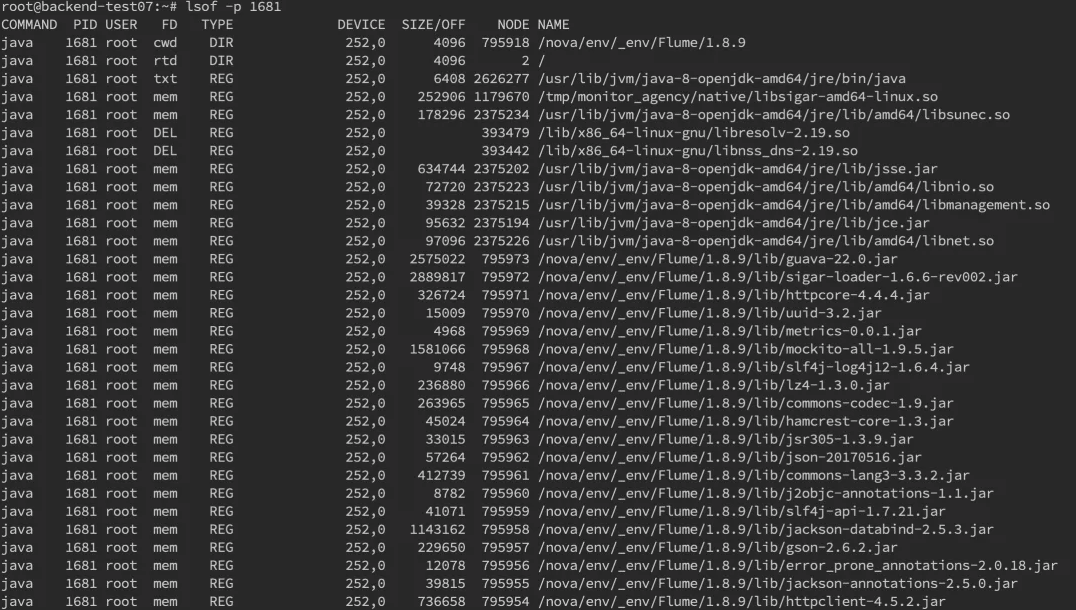 root@backend-test07:~# lsof -p 1681
COMMAND PID USER FD TYPE DEVICE SIZE/OFF NODE NAME
java 1681 root cwd DIR 252,0 4096 795918 /nova/env/_env/Flume/1.8.9
java 1681 root rtd DIR 252,0 4096 2 /
java 1681 root txt REG 252,0 6408 2626277 /usr/lib/jvm/java-8-openjdk-amd64/jre/bin/java
java 1681 root mem REG 252,0 252906 1179670 /tmp/monitor_agency/native/libsigar-amd64-linux.so
java 1681 root mem REG 252,0 178296 2375234 /usr/lib/jvm/java-8-openjdk-amd64/jre/lib/amd64/libsunec.so
java 1681 root DEL REG 252,0 393479 /lib/x86_64-linux-gnu/libresolv-2.19.so
java 1681 root DEL REG 252,0 393442 /lib/x86_64-linux-gnu/libnss_dns-2.19.so
java 1681 root mem REG 252,0 634744 2375202 /usr/lib/jvm/java-8-openjdk-amd64/jre/lib/jsse.jar
java 1681 root mem REG 252,0 72720 2375223 /usr/lib/jvm/java-8-openjdk-amd64/jre/lib/amd64/libnio.so
java 1681 root mem REG 252,0 39328 2375215 /usr/lib/jvm/java-8-openjdk-amd64/jre/lib/amd64/libmanagement.so
java 1681 root mem REG 252,0 95632 2375194 /usr/lib/jvm/java-8-openjdk-amd64/jre/lib/jce.jar
java 1681 root mem REG 252,0 97096 2375226 /usr/lib/jvm/java-8-openjdk-amd64/jre/lib/amd64/libnet.so
java 1681 root mem REG 252,0 2575022 795973 /nova/env/_env/Flume/1.8.9/lib/guava-22.0.jar
java 1681 root mem REG 252,0 2889817 795972 /nova/env/_env/Flume/1.8.9/lib/sigar-loader-1.6.6-rev002.jar
java 1681 root mem REG 252,0 326724 795971 /nova/env/_env/Flume/1.8.9/lib/httpcore-4.4.4.jar
java 1681 root mem REG 252,0 15009 795970 /nova/env/_env/Flume/1.8.9/lib/uuid-3.2.jar
java 1681 root mem REG 252,0 4968 795969 /nova/env/_env/Flume/1.8.9/lib/metrics-0.0.1.jar
java 1681 root mem REG 252,0 1581066 795968 /nova/env/_env/Flume/1.8.9/lib/mockito-all-1.9.5.jar
java 1681 root mem REG 252,0 9748 795967 /nova/env/_env/Flume/1.8.9/lib/slf4j-log4j12-1.6.4.jar
java 1681 root mem REG 252,0 236880 795966 /nova/env/_env/Flume/1.8.9/lib/lz4-1.3.0.jar
java 1681 root mem REG 252,0 263965 795965 /nova/env/_env/Flume/1.8.9/lib/commons-codec-1.9.jar
java 1681 root mem REG 252,0 45024 795964 /nova/env/_env/Flume/1.8.9/lib/hamcrest-core-1.3.jar
java 1681 root mem REG 252,0 33015 795963 /nova/env/_env/Flume/1.8.9/lib/jsr305-1.3.9.jar
java 1681 root mem REG 252,0 57264 795962 /nova/env/_env/Flume/1.8.9/lib/json-20170516.jar
java 1681 root mem REG 252,0 412739 795961 /nova/env/_env/Flume/1.8.9/lib/commons-lang3-3.3.2.jar
java 1681 root mem REG 252,0 8782 795960 /nova/env/_env/Flume/1.8.9/lib/j2objc-annotations-1.1.jar
java 1681 root mem REG 252,0 41071 795959 /nova/env/_env/Flume/1.8.9/lib/slf4j-api-1.7.21.jar
java 1681 root mem REG 252,0 1143162 795958 /nova/env/_env/Flume/1.8.9/lib/jackson-databind-2.5.3.jar
java 1681 root mem REG 252,0 229650 795957 /nova/env/_env/Flume/1.8.9/lib/gson-2.6.2.jar
java 1681 root mem REG 252,0 12078 795956 /nova/env/_env/Flume/1.8.9/lib/error_prone_annotations-2.0.18.jar
java 1681 root mem REG 252,0 39815 795955 /nova/env/_env/Flume/1.8.9/lib/jackson-annotations-2.5.0.jar
java 1681 root mem REG 252,0 736658 795954 /nova/env/_env/Flume/1.8.9/lib/httpclient-4.5.2.jar